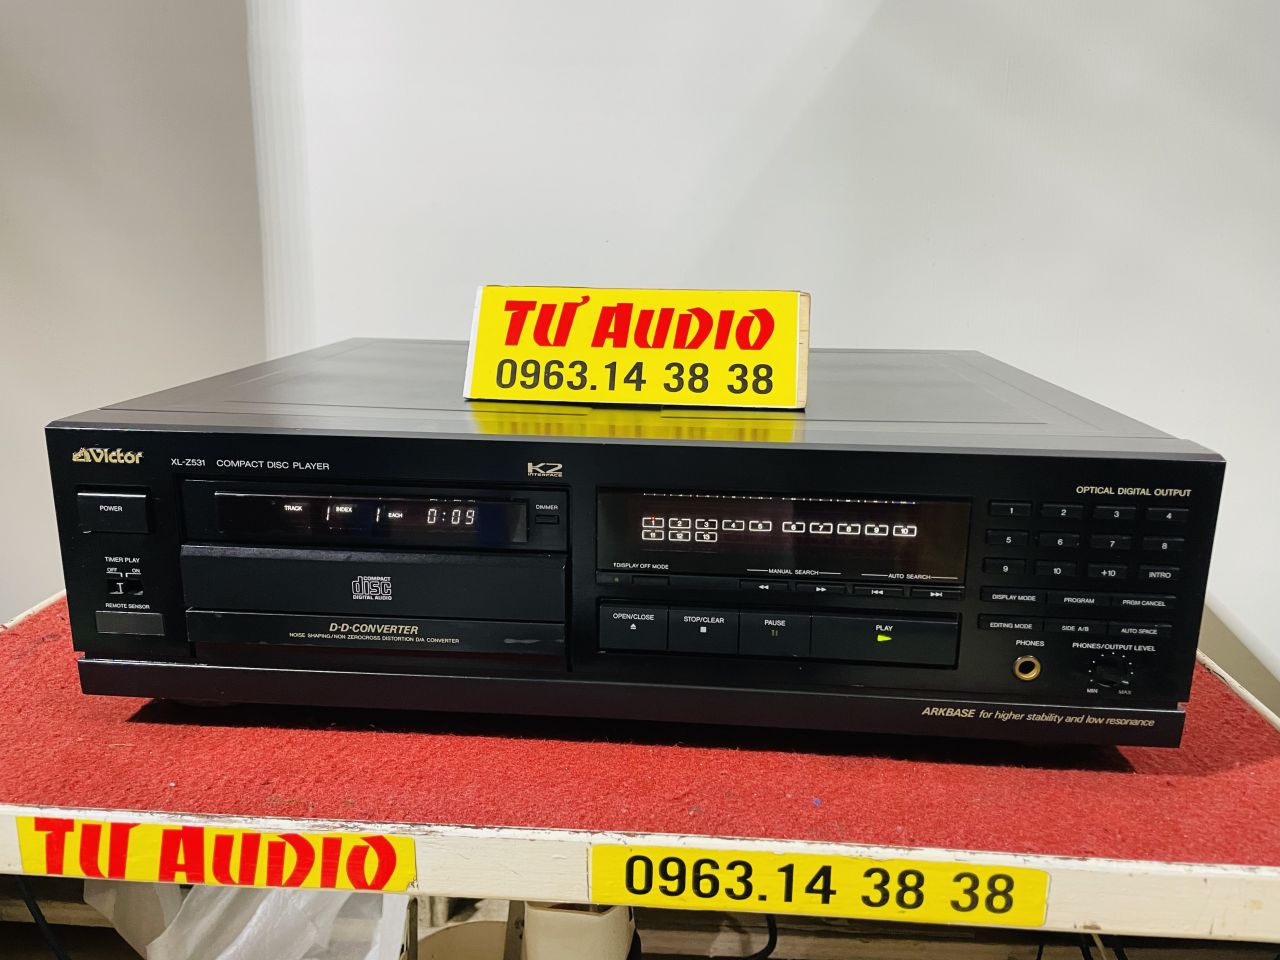 TƯ AUDIO
0963.14 38 38
Victor XL-Z531 COMPACT DISC PLAYER
K2
INTERFACE
OPTICAL DIGITAL OUTPUT
POWER
TRACK 1 INDEX 1 EACH 0:09
DIMMER
1 2 3 4 5 6 7 8 9 10
11 12 13
1 2 3 4
5 6 7 8
9 10 +10 INTRO
TIMER PLAY
OFF ON
REMOTE SENSOR
COMPACT
disc
DIGITAL AUDIO
D·D·CONVERTER
NOISE SHAPING/NON ZEROCROSS DISTORTION D/A CONVERTER
DISPLAY OFF MODE
MANUAL SEARCH
AUTO SEARCH
OPEN/CLOSE STOP/CLEAR PAUSE PLAY
DISPLAY MODE PROGRAM PRGM CANCEL
EDITING MODE SIDE A/B AUTO SPACE
PHONES PHONES/OUTPUT LEVEL
MIN MAX
ARKBASE for higher stability and low resonance
TƯ AUDIO
0963.14 38 38